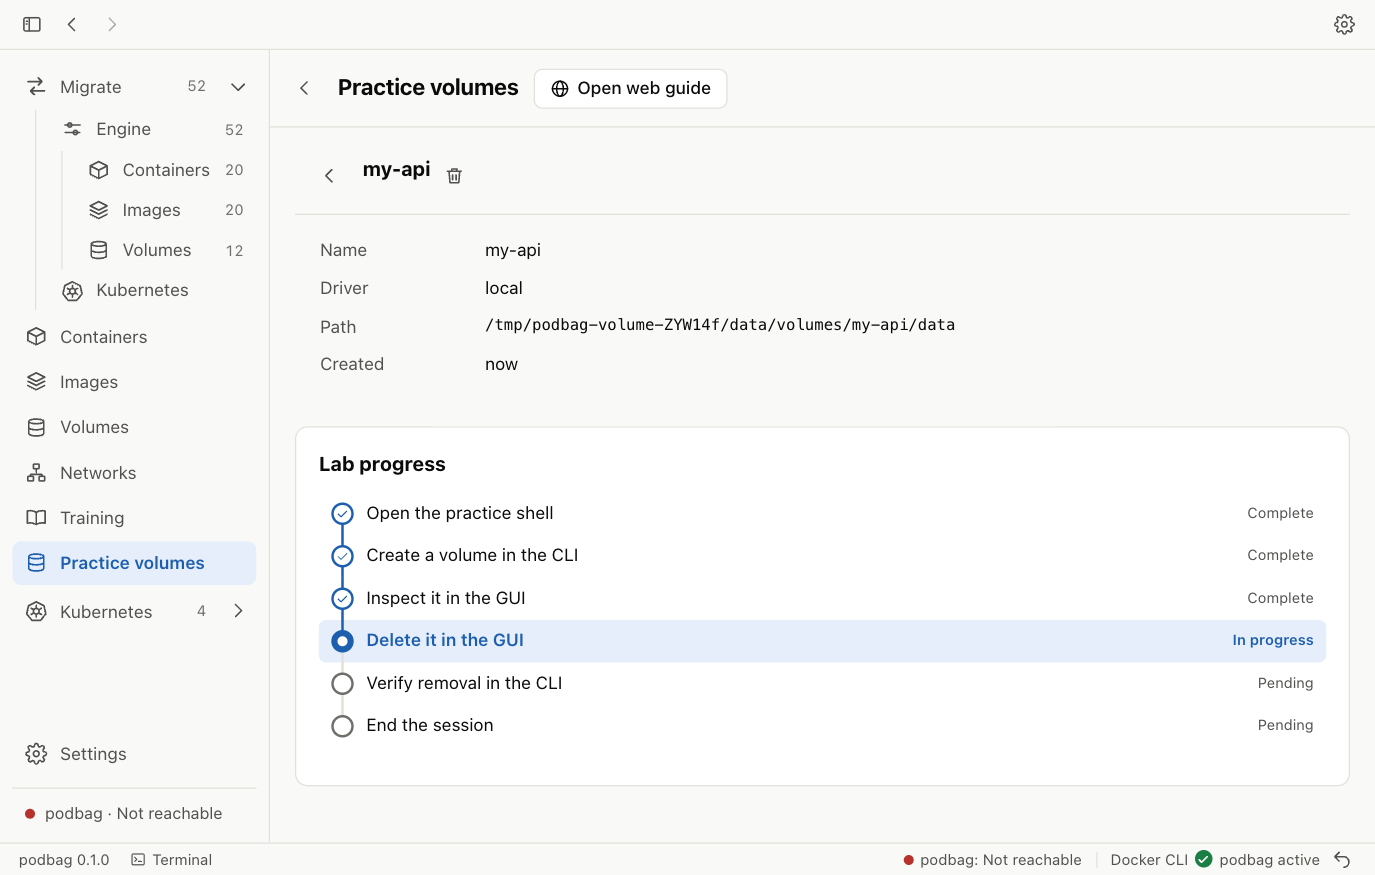 Migrate 52
Engine 52
Containers 20
Images 20
Volumes 12
Kubernetes
Containers
Images
Volumes
Networks
Training
Practice volumes
Kubernetes 4
Settings
podbag · Not reachable
Practice volumes
Open web guide
my-api
Name my-api
Driver local
Path /tmp/podbag-volume-ZYW14f/data/volumes/my-api/data
Created now
Lab progress
Open the practice shell Complete
Create a volume in the CLI Complete
Inspect it in the GUI Complete
Delete it in the GUI In progress
Verify removal in the CLI Pending
End the session Pending
podbag 0.1.0 Terminal podbag: Not reachable Docker CLI podbag active